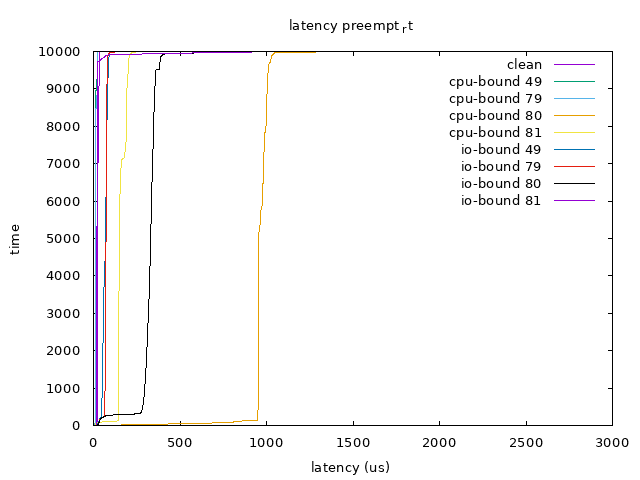 latency preempt_rt
10000
9000
8000
7000
6000
5000
4000
3000
2000
1000
0
time
0 500 1000 1500 2000 2500 3000
latency (us)
clean
cpu-bound 49
cpu-bound 79
cpu-bound 80
cpu-bound 81
io-bound 49
io-bound 79
io-bound 80
io-bound 81